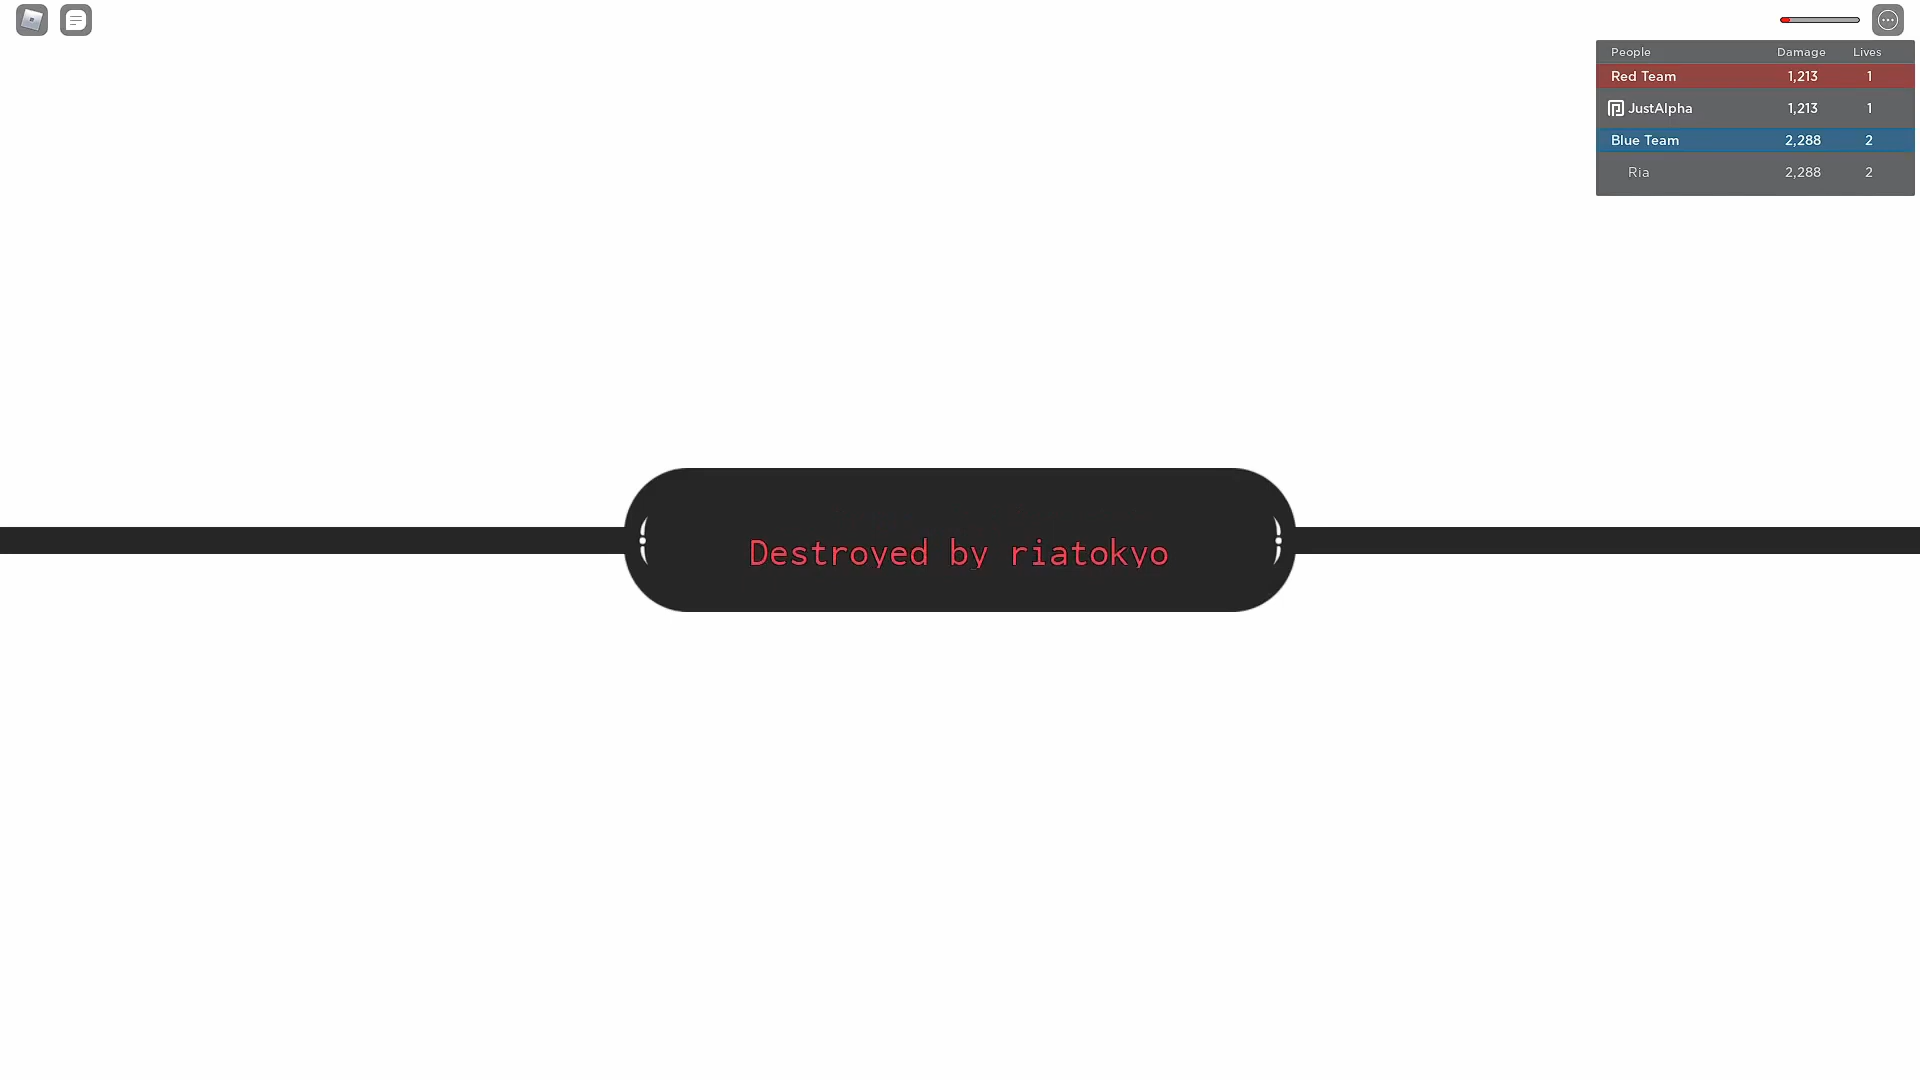 People Damage Lives
Red Team 1,213 1
JustAlpha 1,213 1
Blue Team 2,288 2
Ria 2,288 2
Destroyed by riatokyo